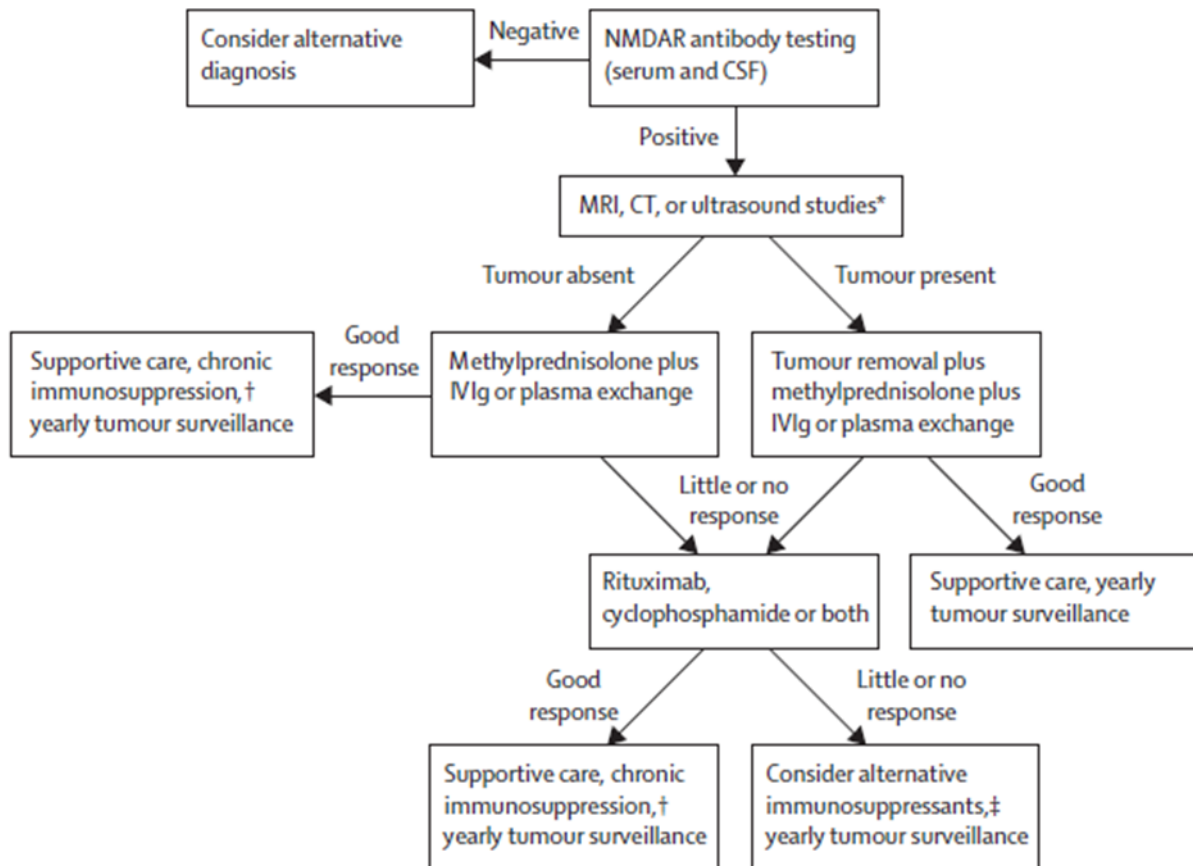 Consider alternative
diagnosis
Negative
NMDAR antibody testing
(serum and CSF)
Positive
MRI, CT, or ultrasound studies*
Tumour absent
Tumour present
Supportive care, chronic
immunosuppression,†
yearly tumour surveillance
Good
response
Methylprednisolone plus
IVIg or plasma exchange
Tumour removal plus
methylprednisolone plus
IVIg or plasma exchange
Little or no
response
Good
response
Rituximab,
cyclophosphamide or both
Supportive care, yearly
tumour surveillance
Good
response
Little or no
response
Supportive care, chronic
immunosuppression,†
yearly tumour surveillance
Consider alternative
immunosuppressants,‡
yearly tumour surveillance